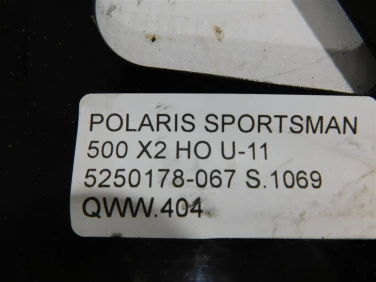 POLARIS SPORTSMAN
500 X2 HO U-11
5250178-067 S.1069
QWW.404